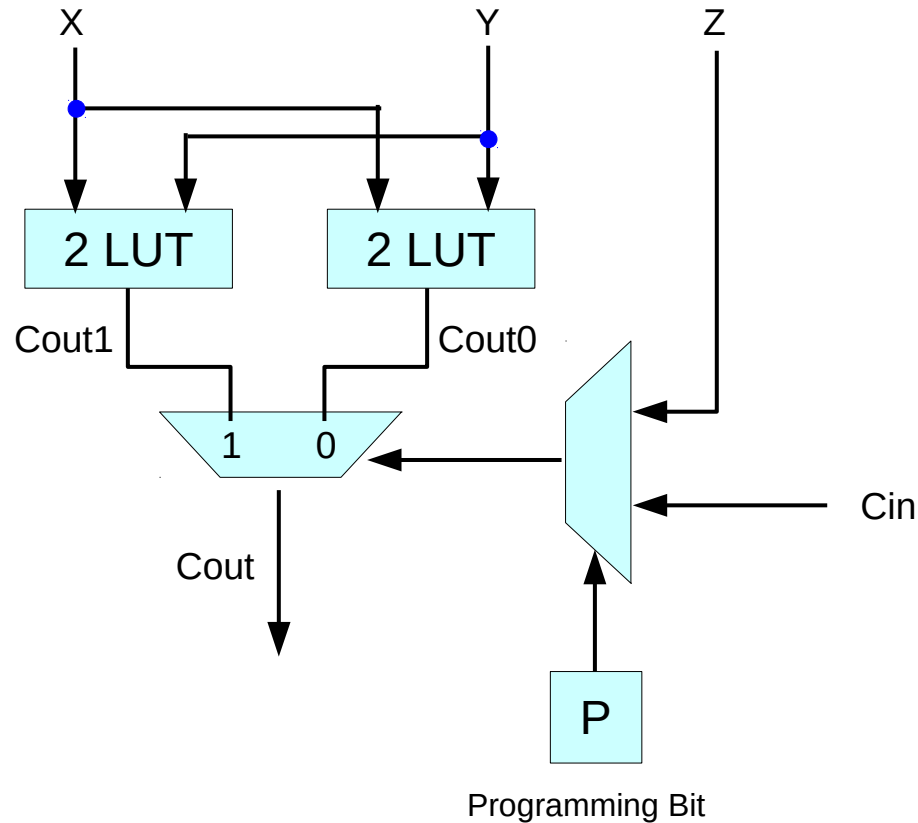 X
Y
Z
2 LUT
2 LUT
Cout1
Cout0
1
0
Cin
Cout
P
Programming Bit